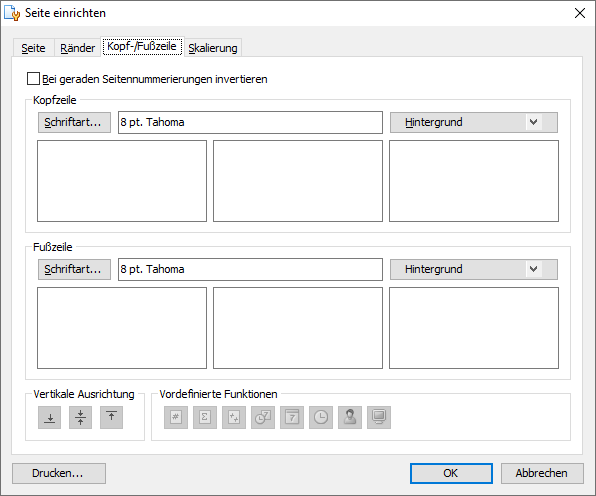 Seite einrichten
Seite Ränder Kopf-/Fußzeile Skalierung
Bei geraden Seitennummerierungen invertieren
Kopfzeile
Schriftart... 8 pt. Tahoma Hintergrund
Fußzeile
Schriftart... 8 pt. Tahoma Hintergrund
Vertikale Ausrichtung Vordefinierte Funktionen
# Σ 7 7
Drucken... OK Abbrechen